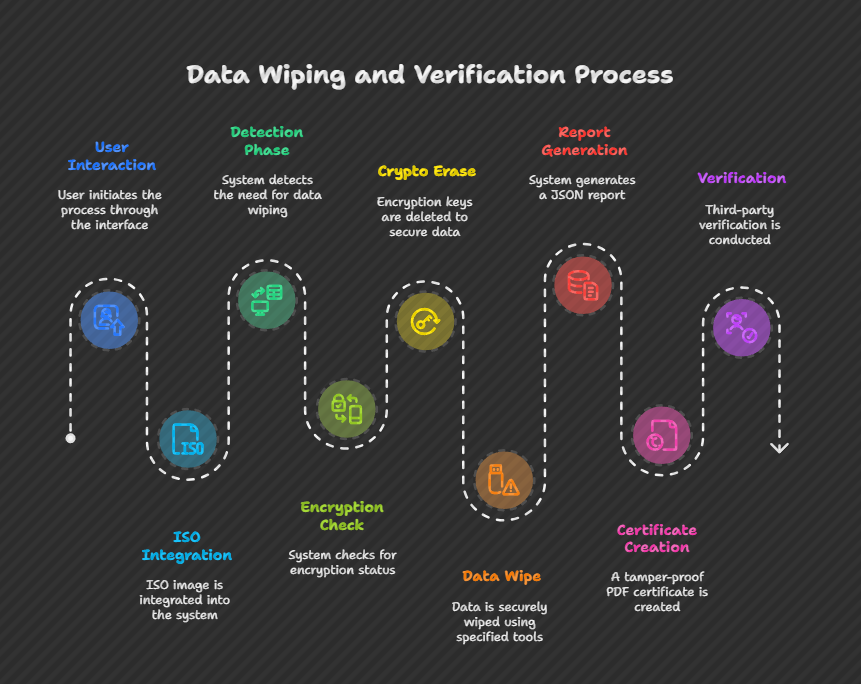 Data Wiping and Verification Process
User
Interaction
User initiates the
process through
the interface
ISO
ISO
Integration
ISO image is
integrated into
the system
Detection
Phase
System detects
the need for data
wiping
Encryption
Check
System checks for
encryption status
Crypto Erase
Encryption keys
are deleted to
secure data
Data Wipe
Data is securely
wiped using
specified tools
Report
Generation
System generates
a JSON report
Certificate
Creation
A tamper-proof
PDF certificate is
created
Verification
Third-party
verification is
conducted